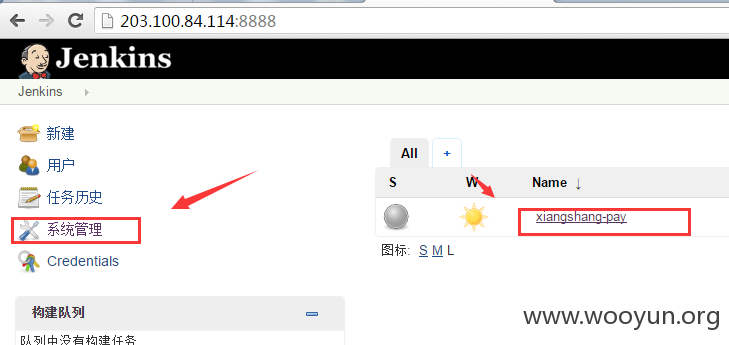 203.100.84.114:8888
Jenkins
Jenkins
新建
用户
任务历史
系统管理
Credentials
构建队列
队列中没有构建任务
All +
S W Name ↓
xiangshang-pay
图标: S M L
www.wooyun.org